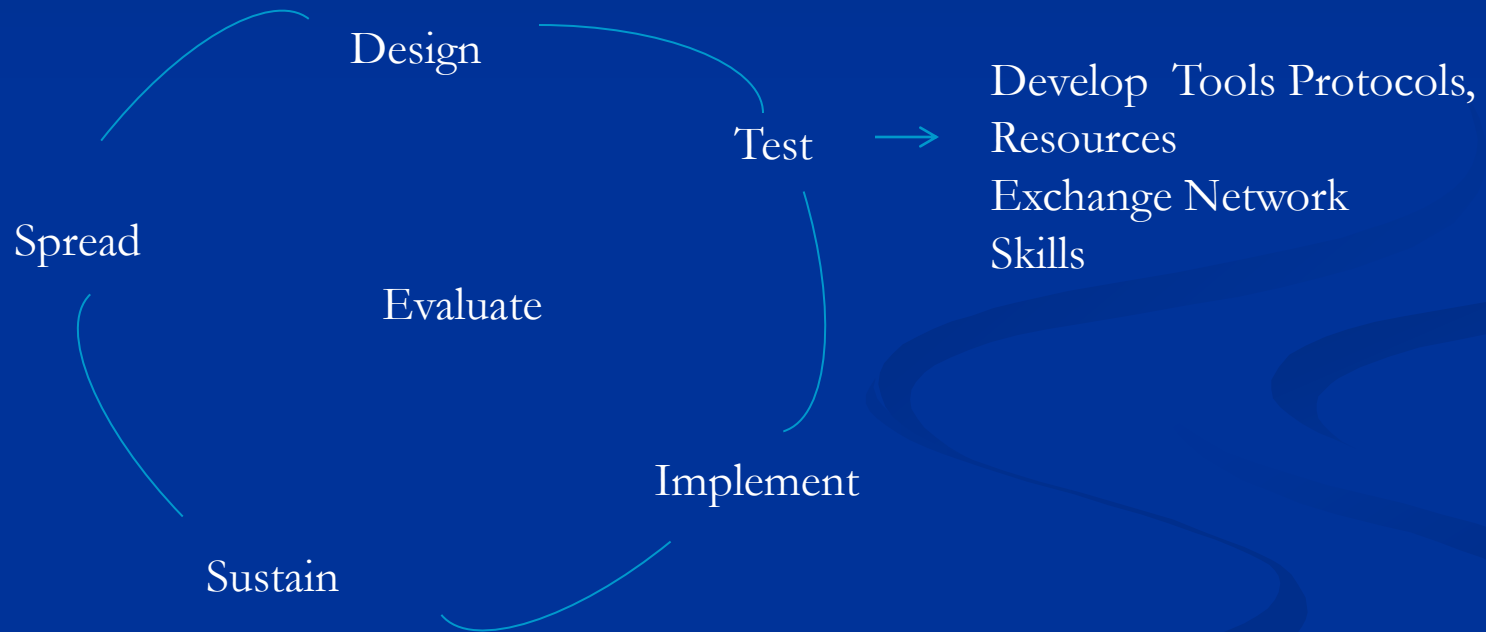 Design
Develop Tools Protocols,
Test
Resources
Exchange Network
Spread
Skills
Evaluate
Implement
Sustain